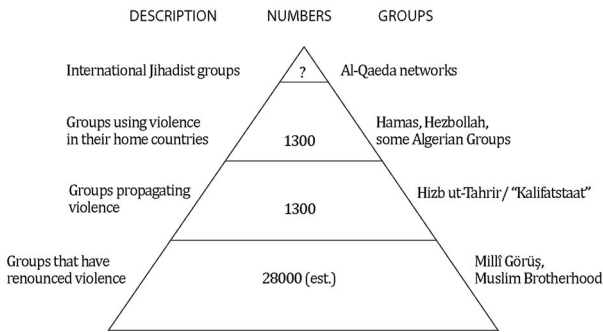 DESCRIPTION NUMBERS GROUPS
International Jihadist groups ? Al-Qaeda networks
Groups using violence
in their home countries
1300
Hamas, Hezbollah,
some Algerian Groups
Groups propagating
violence
1300
Hizb ut-Tahrir/ “Kalifatstaat”
Groups that have
renounced violence
28000 (est.)
Millî Görüş,
Muslim Brotherhood